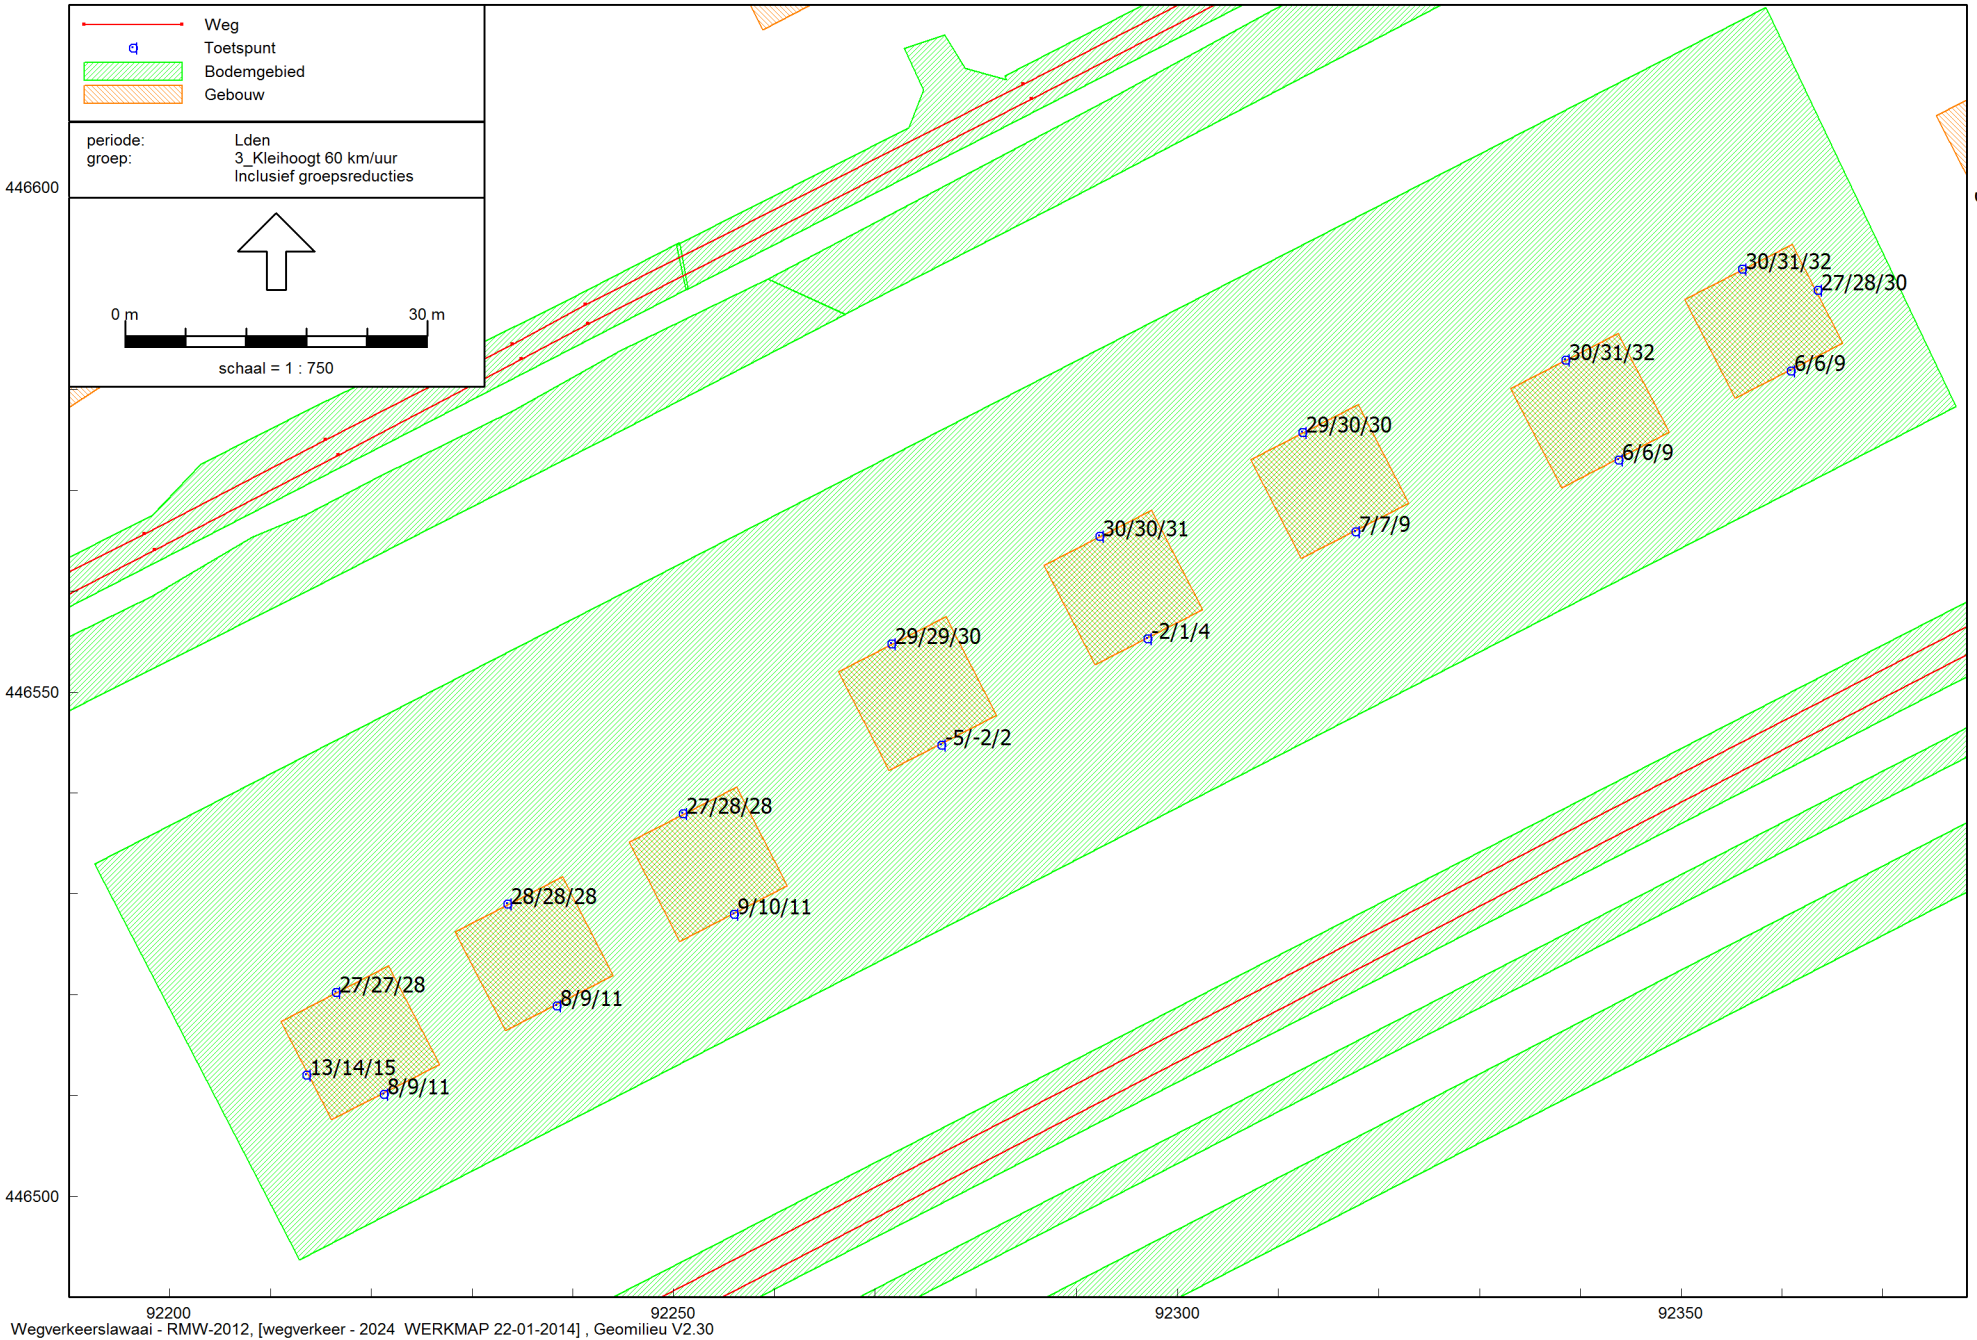 Weg
Toetspunt
Bodemgebied
Gebouw
periode: Lden
groep: 3_Kleihoogt 60 km/uur
Inclusief groepsreducties
0 m 30 m
schaal = 1 : 750
446600
446550
446500
30/31/32
27/28/30
30/31/32
6/6/9
29/30/30
6/6/9
30/30/31
7/7/9
29/29/30
-2/1/4
-5/-2/2
27/28/28
28/28/28
9/10/11
27/27/28
8/9/11
13/14/15
8/9/11
92200 92250 92300 92350
Wegverkeerslawaai - RMW-2012, [wegverkeer - 2024 WERKMAP 22-01-2014] , Geomilieu V2.30